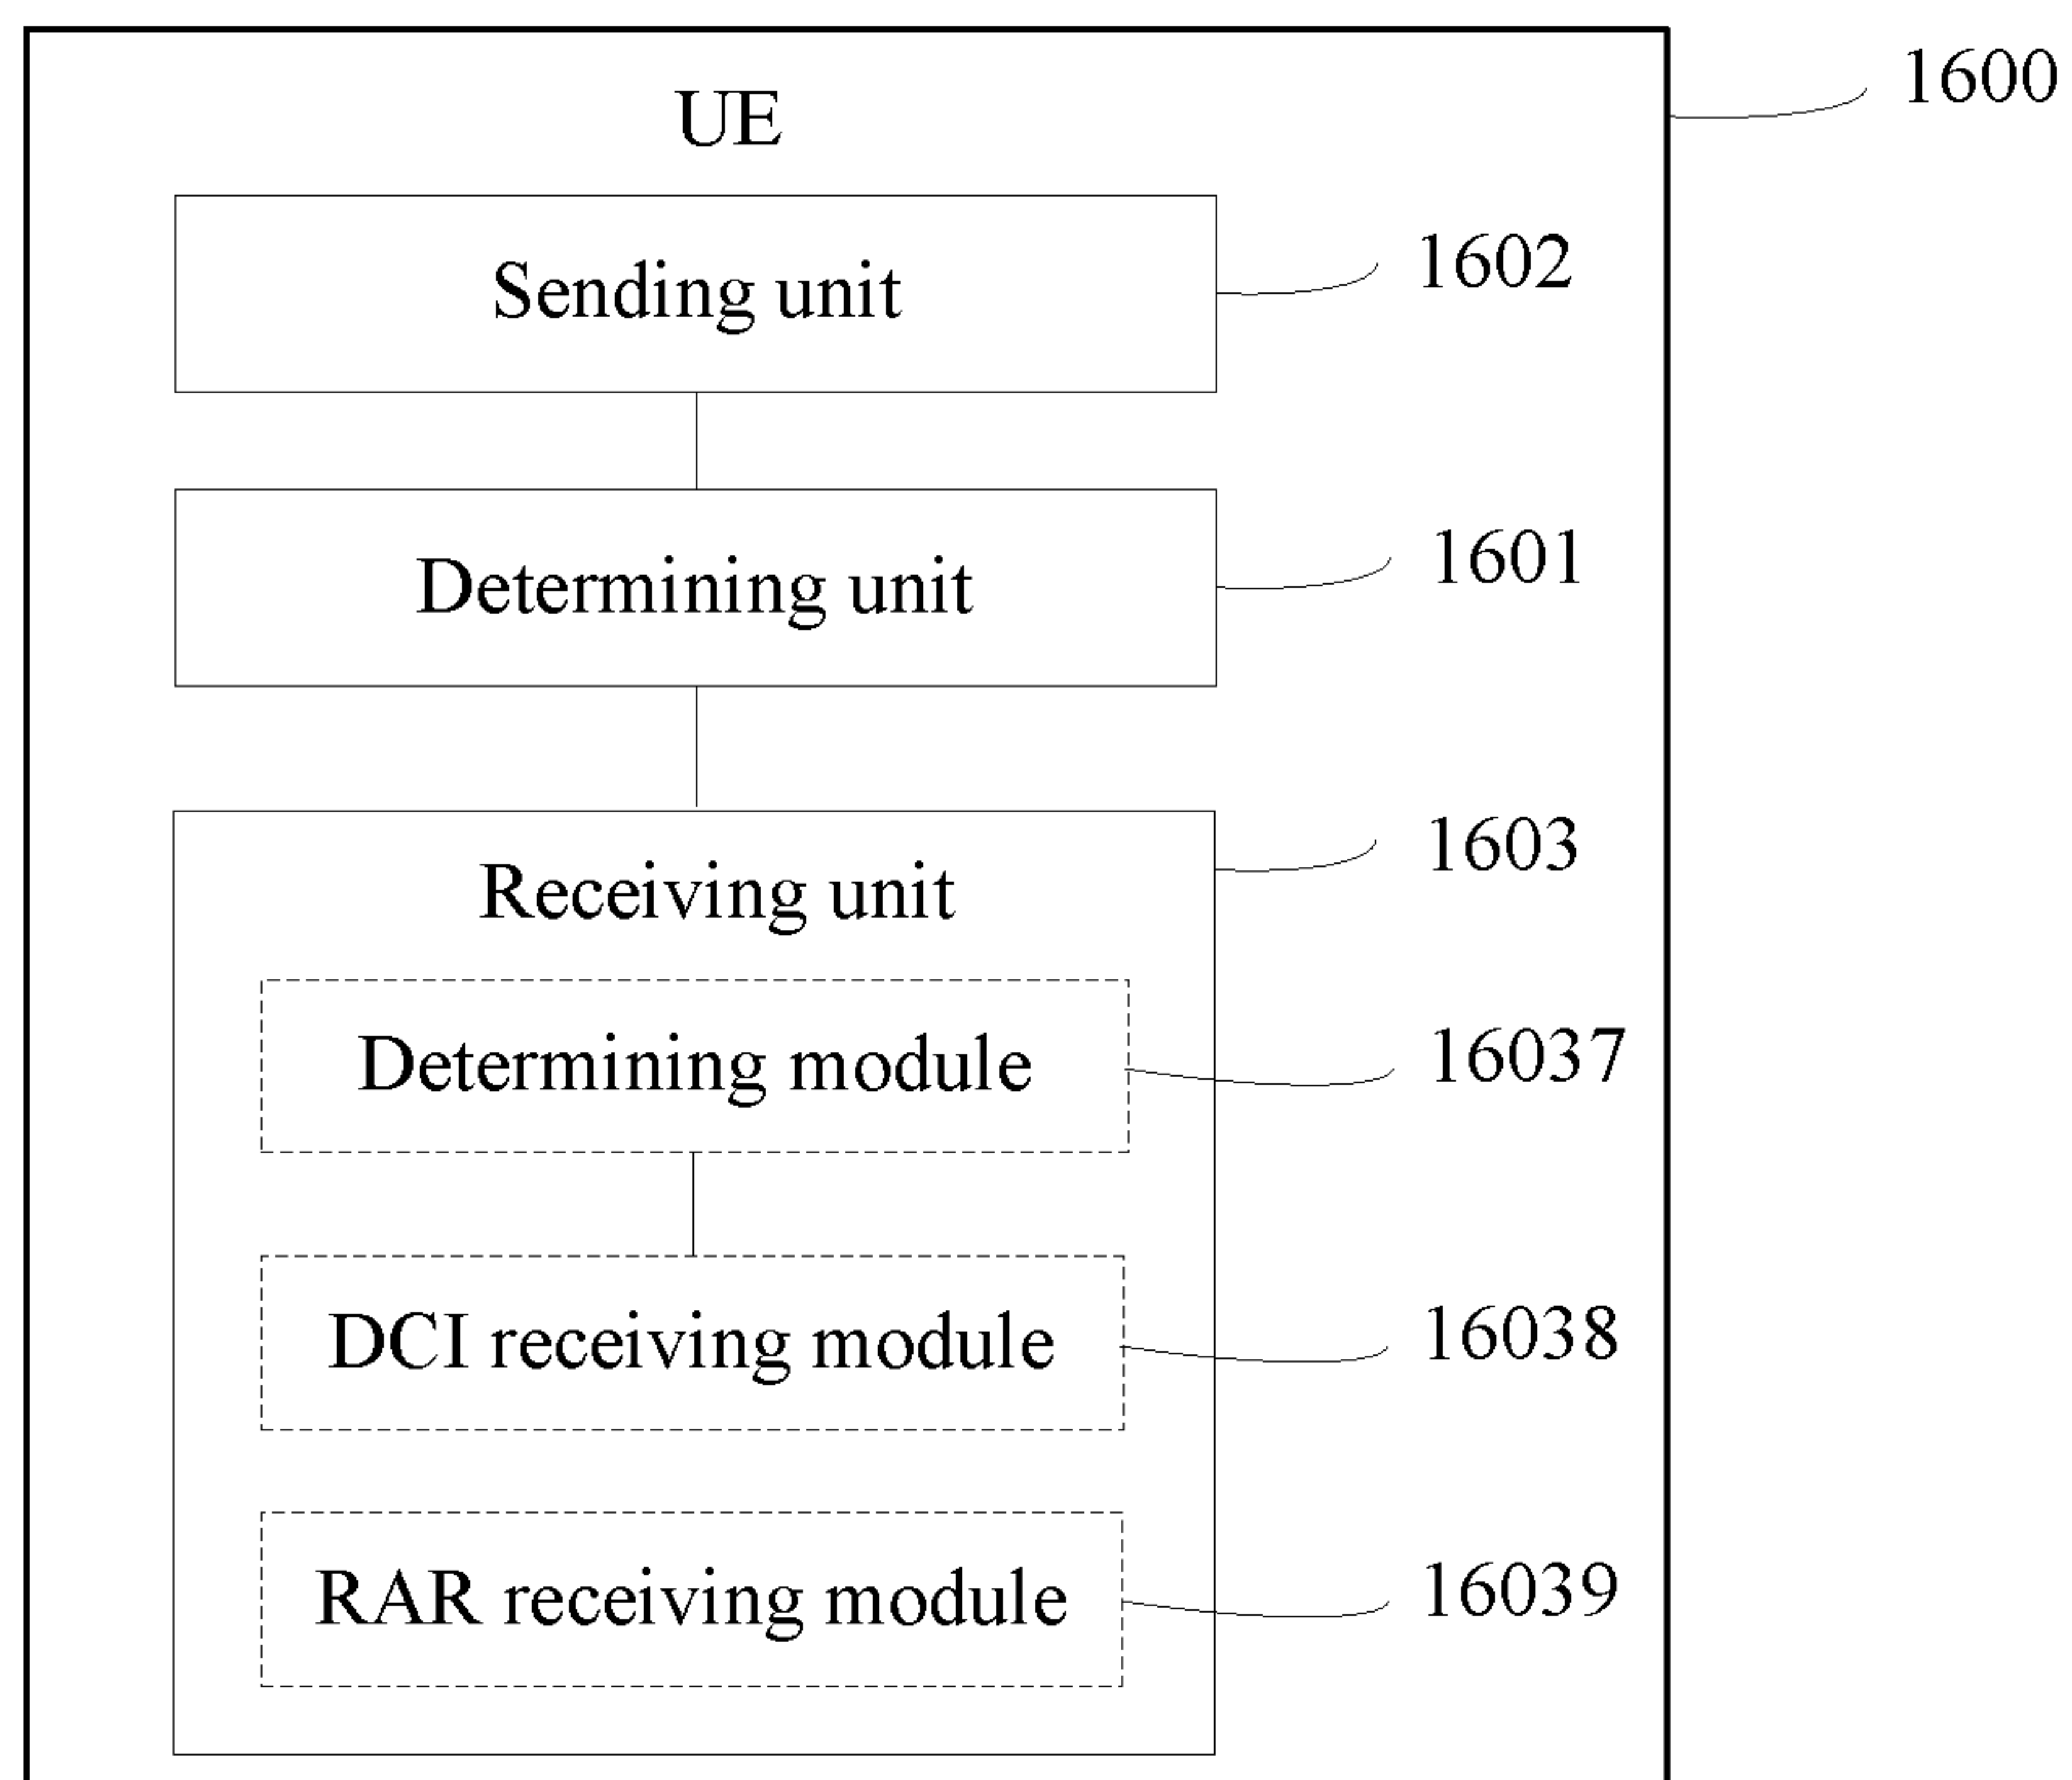 1600
UE
Sending unit
1602
Determining unit
1601
Receiving unit
1603
Determining module
16037
DCI receiving module
16038
RAR receiving module
16039